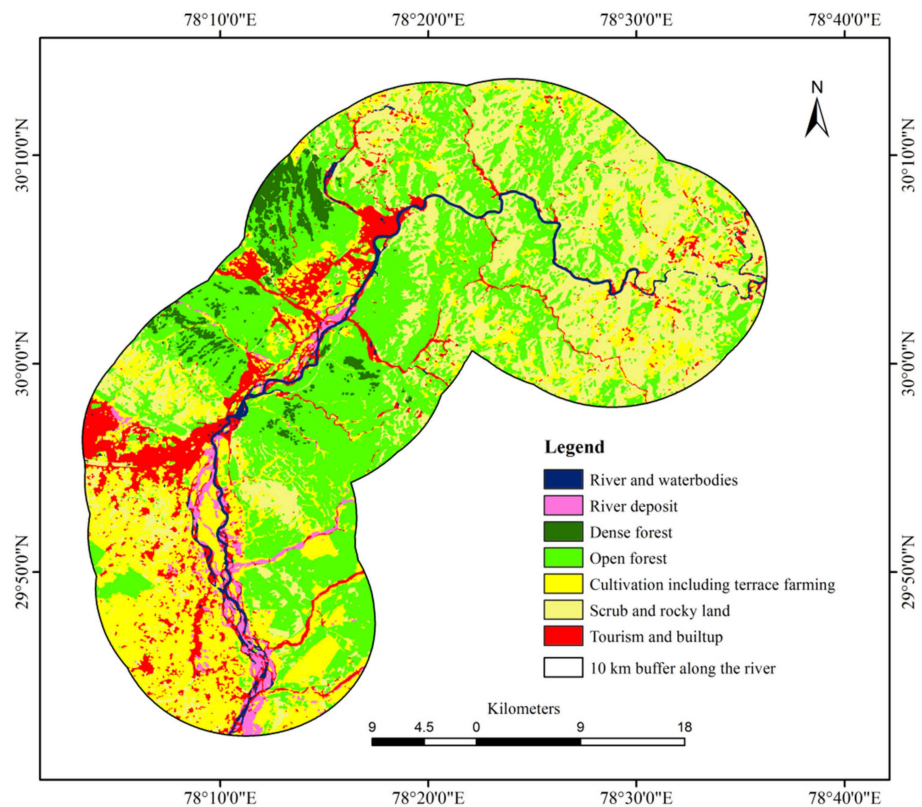 78°10'0"E 78°20'0"E 78°30'0"E 78°40'0"E
N
30°10'0"N 30°10'0"N
30°0'0"N 30°0'0"N
Legend
River and waterbodies
River deposit
Dense forest
Open forest
29°50'0"N 29°50'0"N
Cultivation including terrace farming
Scrub and rocky land
Tourism and builtup
10 km buffer along the river
Kilometers
9 4.5 0 9 18
78°10'0"E 78°20'0"E 78°30'0"E 78°40'0"E